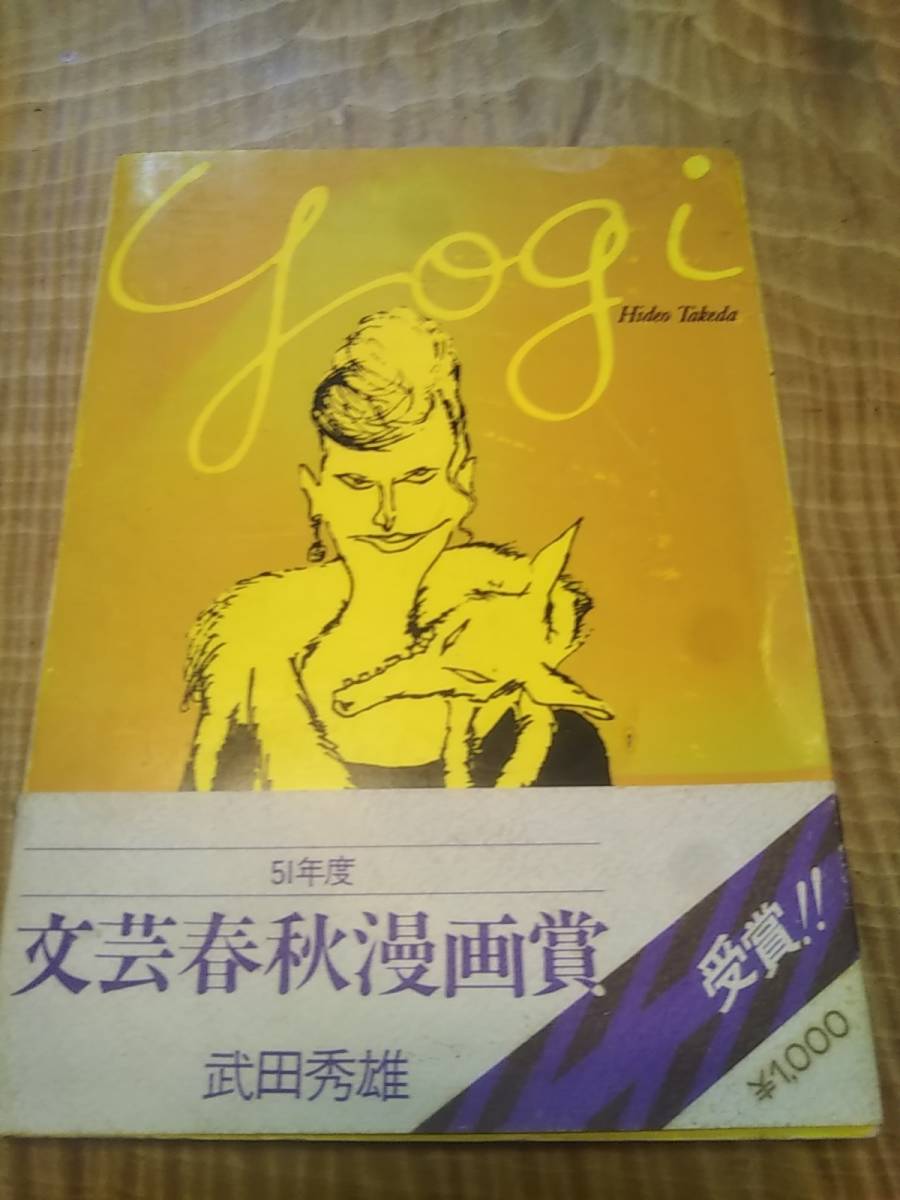 yogi
Hideo Takeda
51年度
文芸春秋漫画賞
受賞!!
武田秀雄
¥1,000